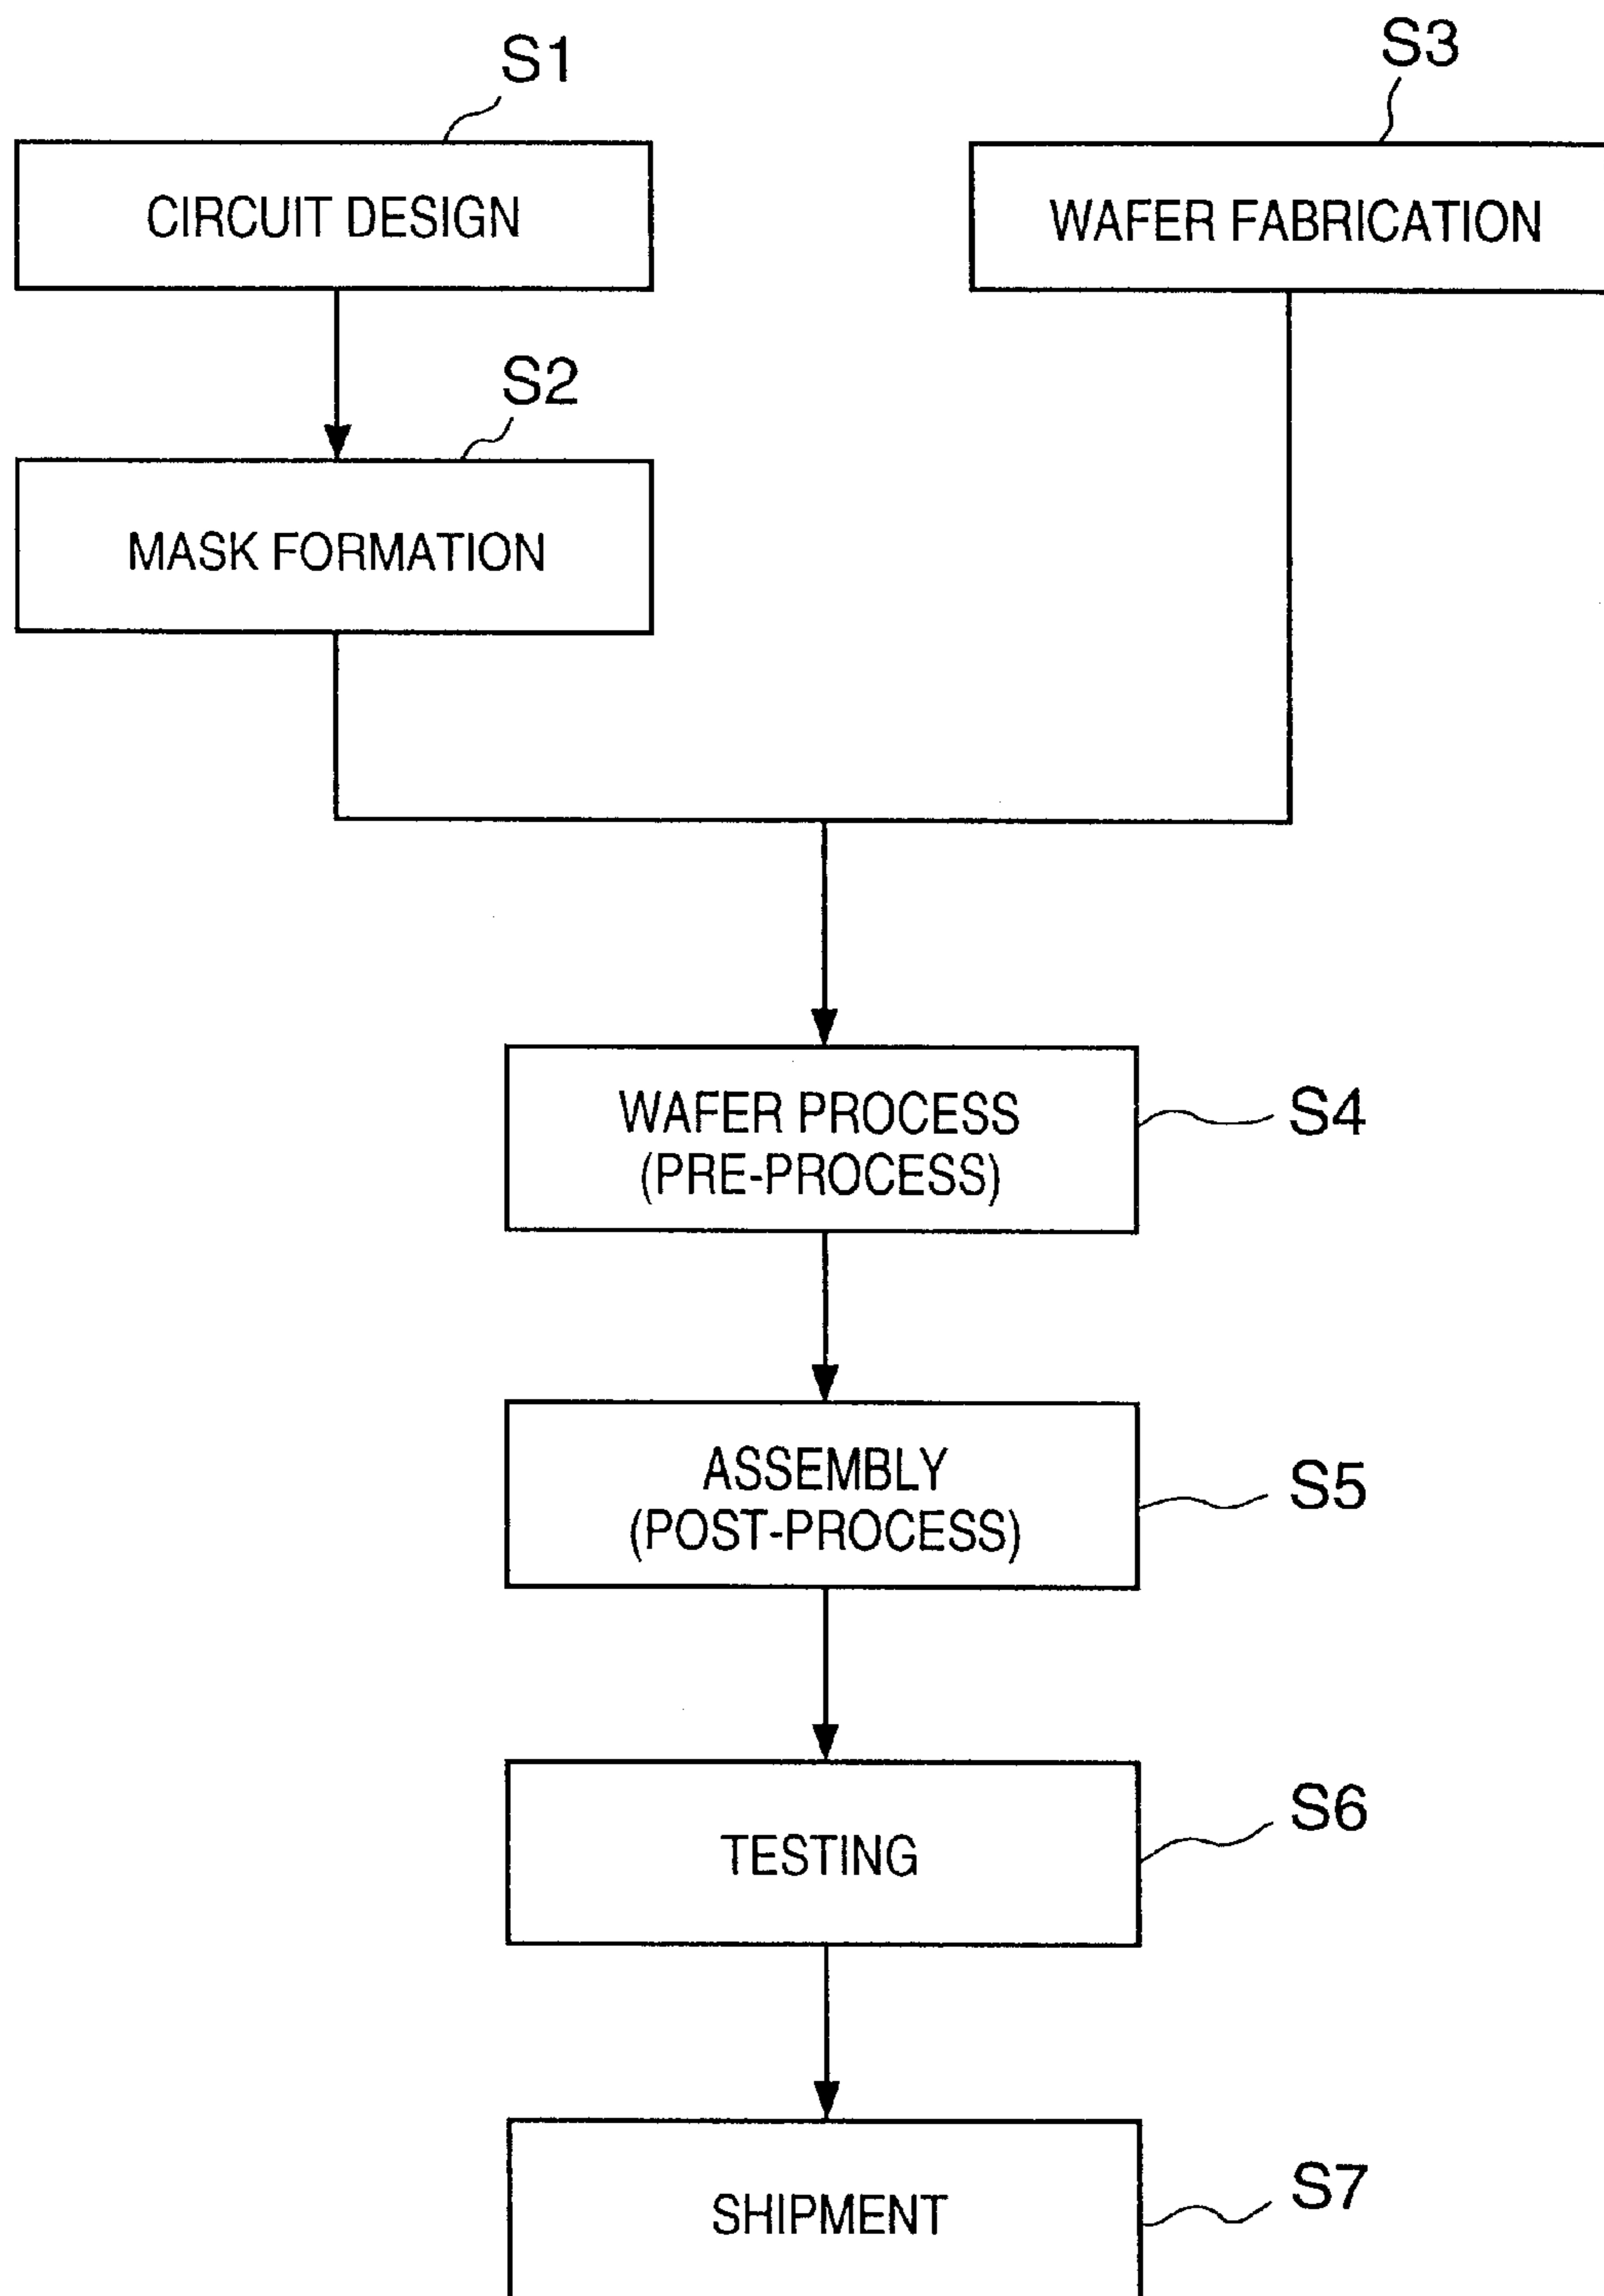 S1
CIRCUIT DESIGN
S3
WAFER FABRICATION
S2
MASK FORMATION
WAFER PROCESS
(PRE-PROCESS)
S4
ASSEMBLY
(POST-PROCESS)
S5
TESTING
S6
SHIPMENT
S7